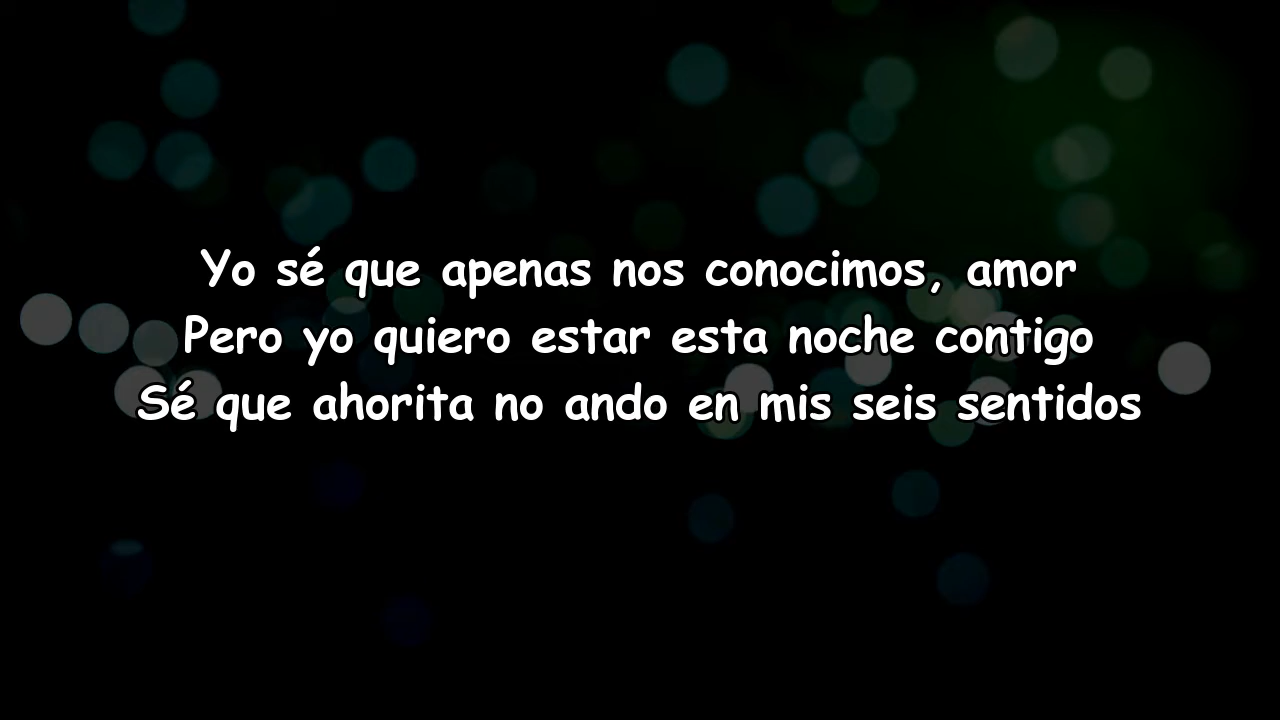 Yo sé que apenas nos conocimos, amor
Pero yo quiero estar esta noche contigo
Sé que ahorita no ando en mis seis sentidos